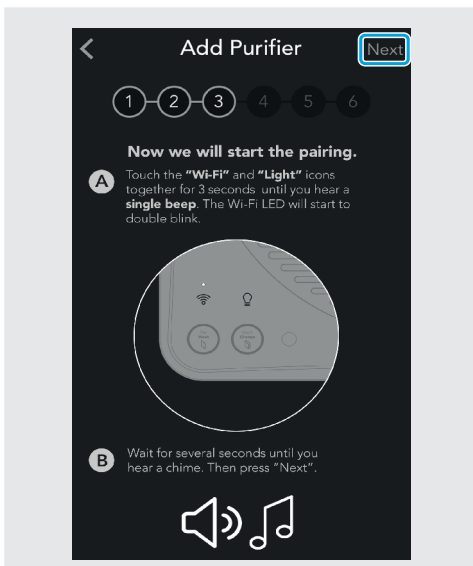 Add Purifier
Next
1 2 3 4 5 6
Now we will start the pairing.
A
Touch the “Wi-Fi” and “Light” icons
together for 3 seconds until you hear a
single beep. The Wi-Fi LED will start to
double blink.
Wash
Change
B
Wait for several seconds until you
hear a chime. Then press “Next”.